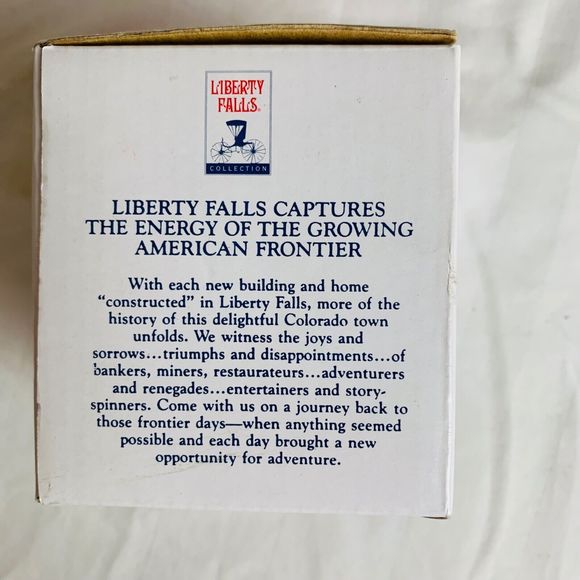 LIBERTY
FALLS®
COLLECTION
LIBERTY FALLS CAPTURES
THE ENERGY OF THE GROWING
AMERICAN FRONTIER
With each new building and home
“constructed” in Liberty Falls, more of the
history of this delightful Colorado town
unfolds. We witness the joys and
sorrows...triumphs and disappointments...of
bankers, miners, restaurateurs...adventurers
and renegades...entertainers and story-
spinners. Come with us on a journey back to
those frontier days—when anything seemed
possible and each day brought a new
opportunity for adventure.